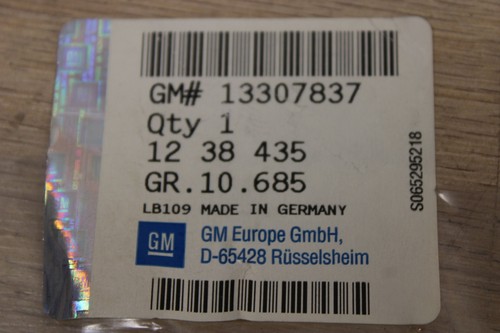 GM# 13307837
Qty 1
12 38 435
GR.10.685
LB109 MADE IN GERMANY
GM
GM Europe GmbH,
D-65428 Rüsselsheim
S065295218